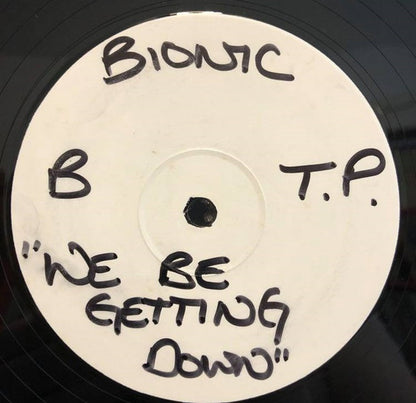 BIONIC
B T.P.
"WE BE
GETTING
DOWN"